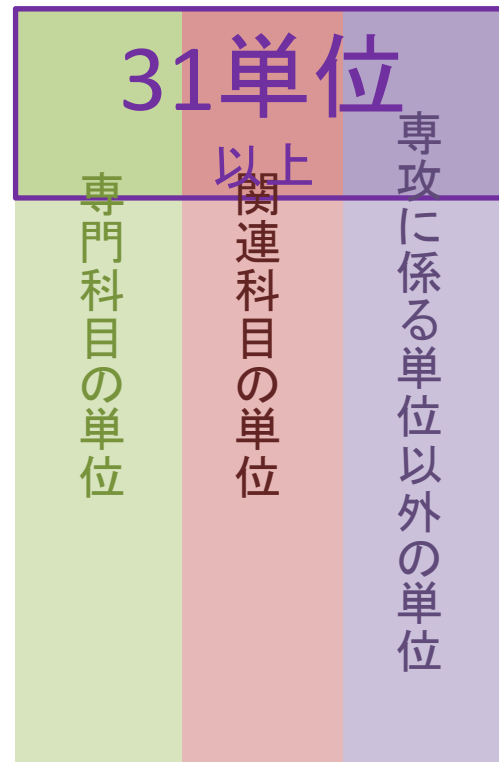 31単位
以上
専門科目の単位
関連科目の単位
専攻に係る単位以外の単位